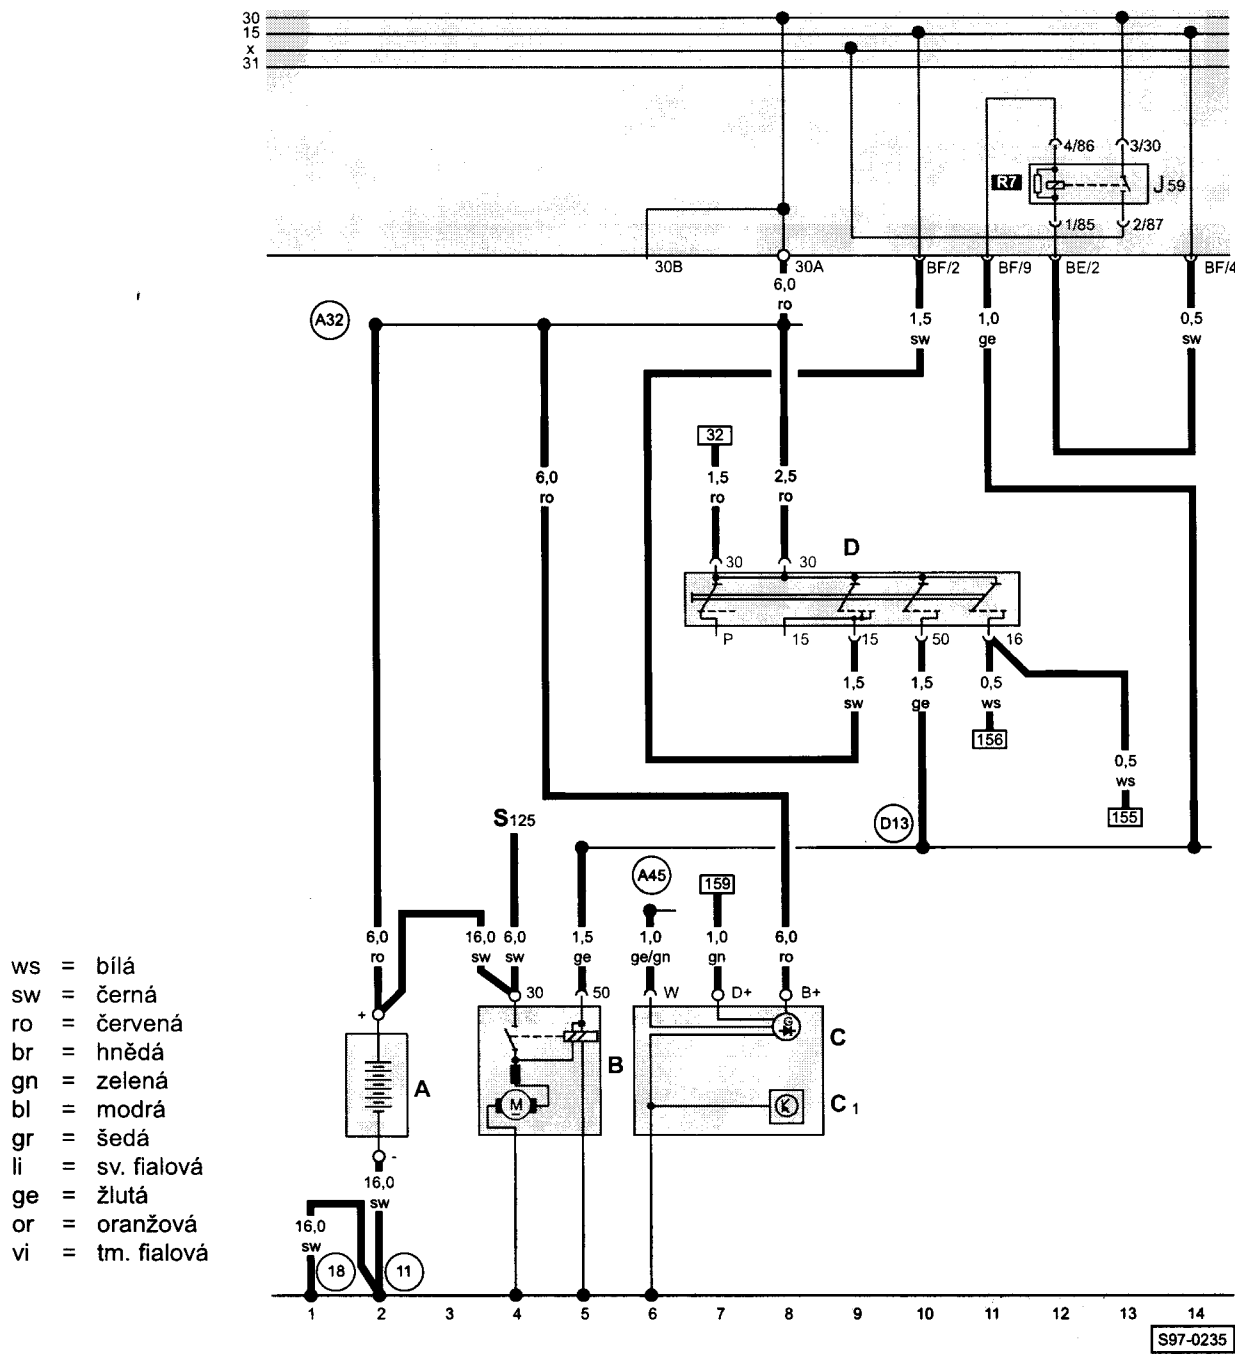 30
15
x
31
4/86 3/30
R7 J 59
1/85 2/87
30B 30A BF/2 BF/9 BE/2 BF/4
6,0
ro
1,5
sw
1,0
ge
0,5
sw
A32
32
6,0
ro
1,5
ro
2,5
ro
D
30 30
P 15 15 50 16
1,5
sw
1,5
ge
0,5
ws
156
0,5
ws
155
S125
D13
A45
159
6,0
ro
16,0
sw
6,0
sw
1,5
ge
1,0
ge/gn
1,0
gn
6,0
ro
30 50 W D+ B+
+
G
C
B
A
M
C 1
-
16,0
sw
16,0
sw
18
11
ws = bílá
sw = černá
ro = červená
br = hnědá
gn = zelená
bl = modrá
gr = šedá
li = sv. fialová
ge = žlutá
or = oranžová
vi = tm. fialová
1 2 3 4 5 6 7 8 9 10 11 12 13 14
S97-0235